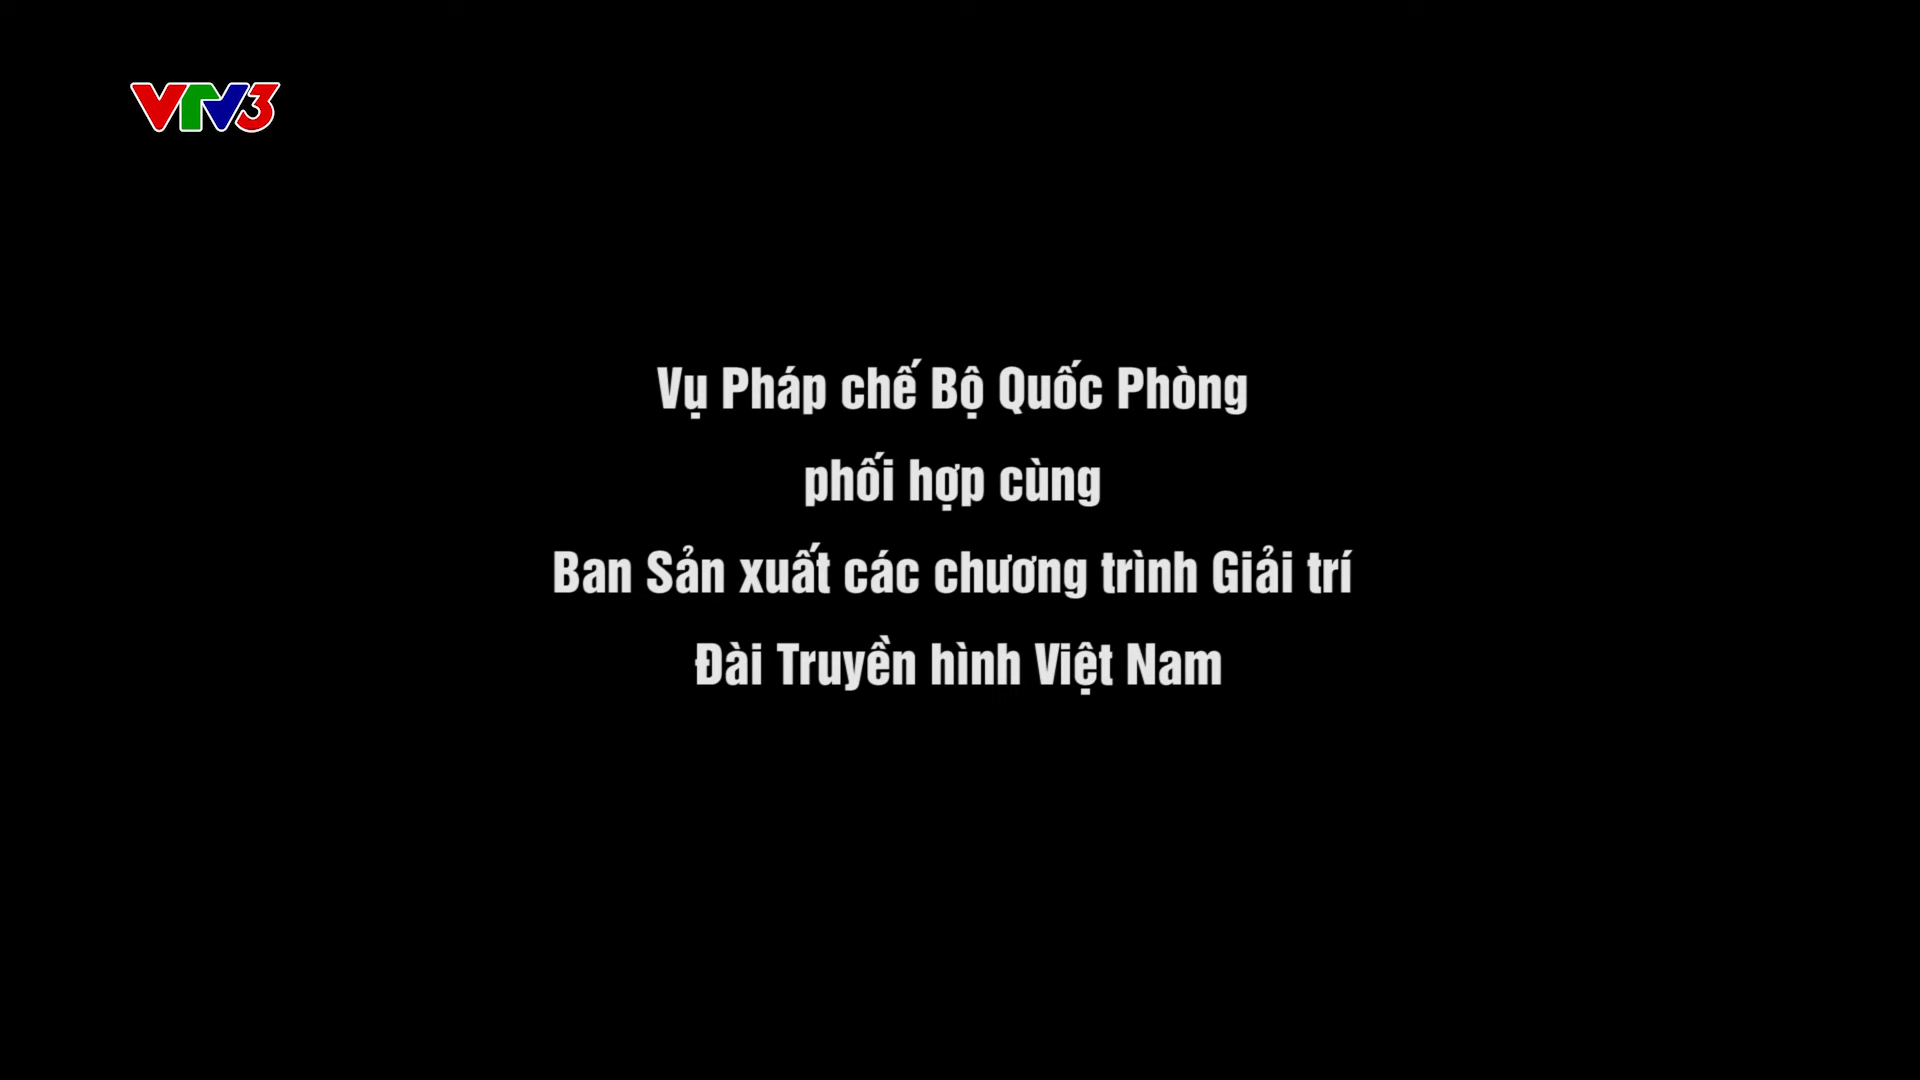 VTV3
Vụ Pháp chế Bộ Quốc Phòng
phối hợp cùng
Ban Sản xuất các chương trình Giải trí
Đài Truyền hình Việt Nam